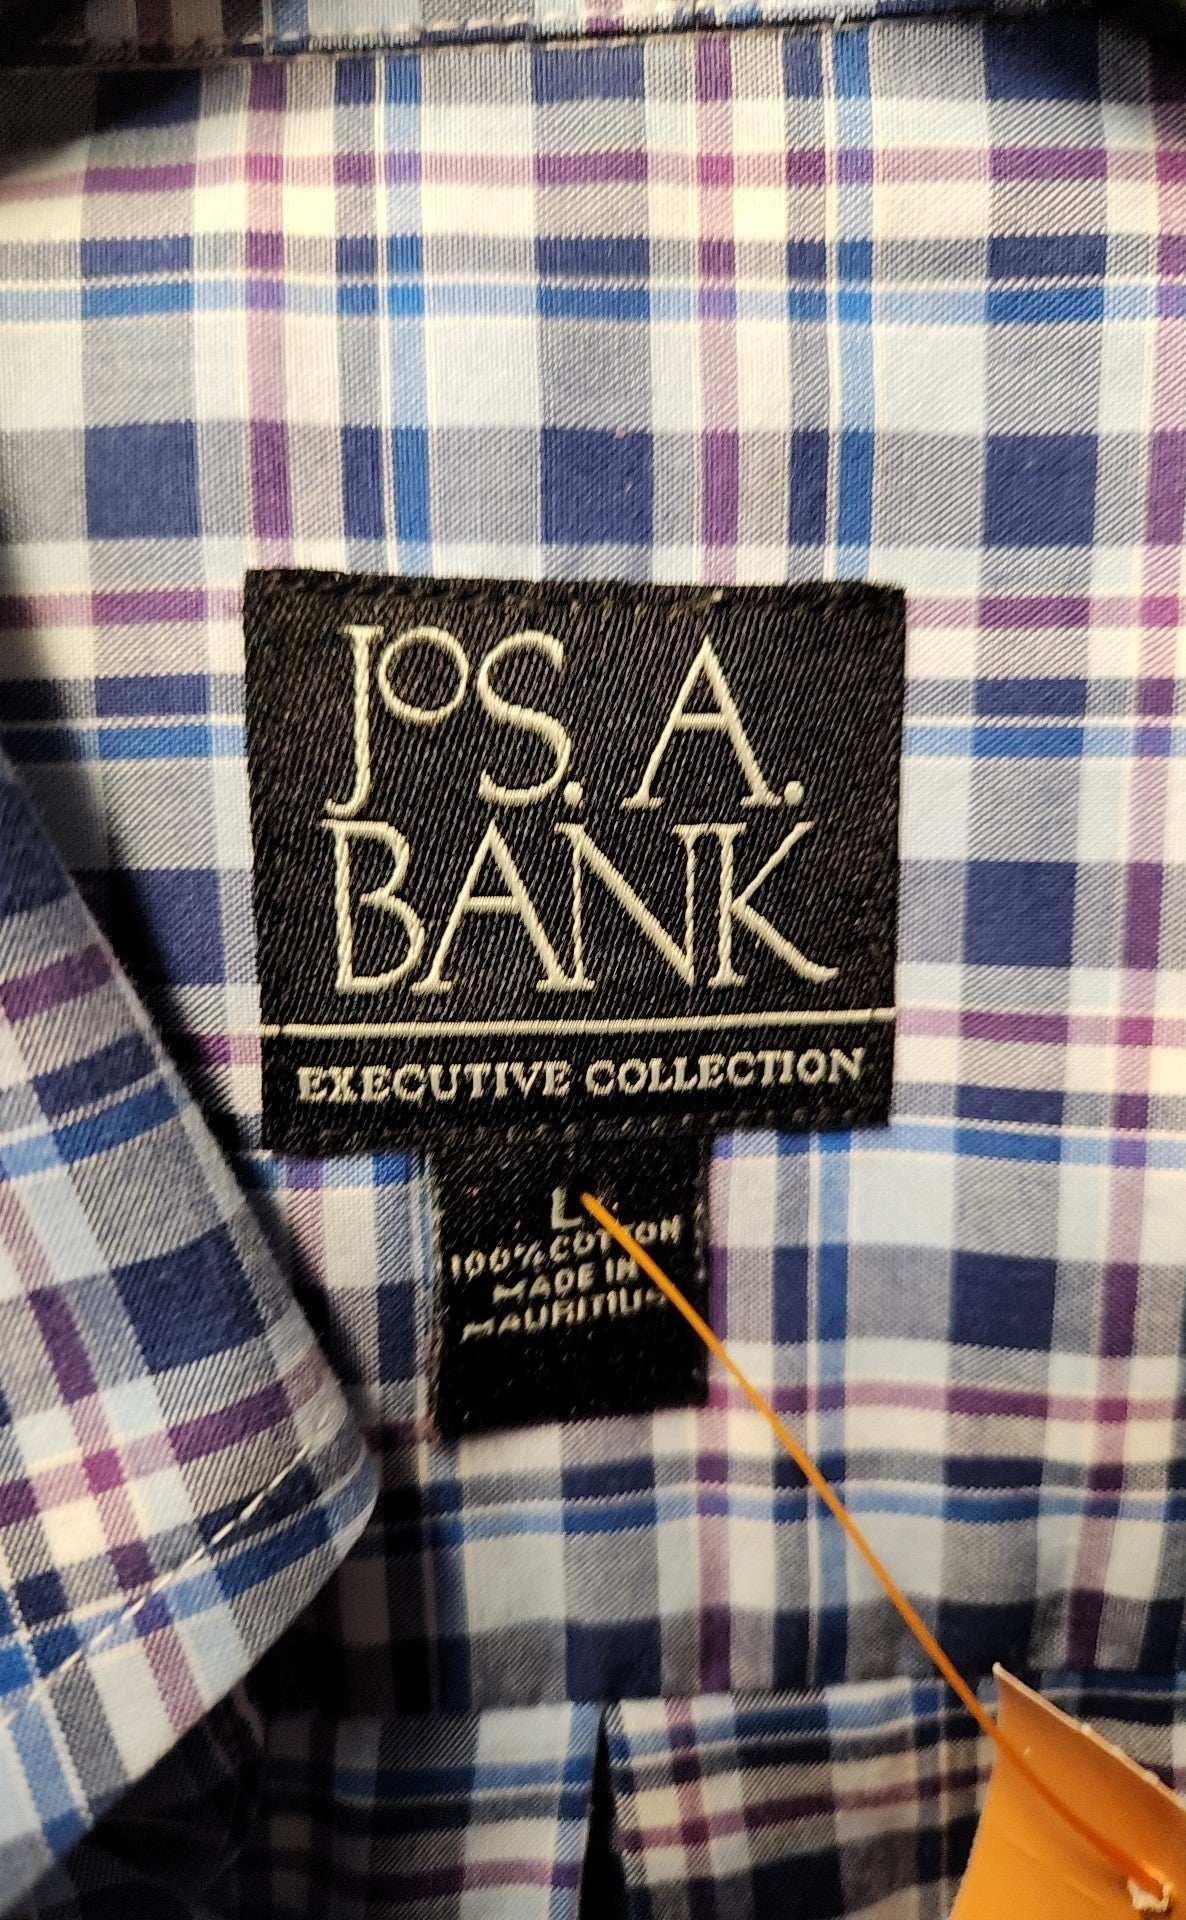 JoS. A.
BANK
EXECUTIVE COLLECTION
L
100% COTTON
MADE IN
MAURITIUS